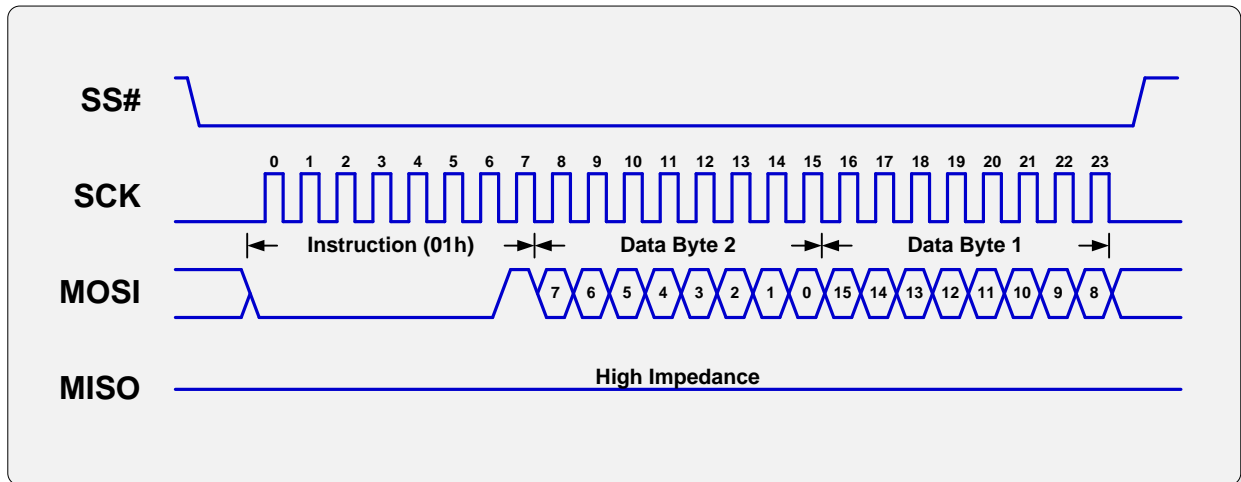 SS#
0 1 2 3 4 5 6 7 8 9 10 11 12 13 14 15 16 17 18 19 20 21 22 23
SCK
Instruction (01h) Data Byte 2 Data Byte 1
MOSI 7 6 5 4 3 2 1 0 15 14 13 12 11 10 9 8
High Impedance
MISO